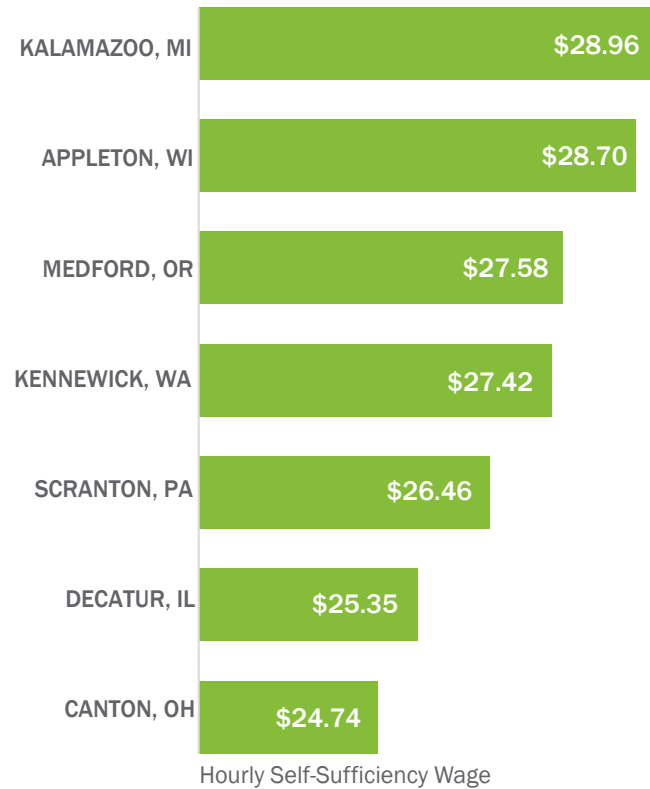 KALAMAZOO, MI $28.96
APPLETON, WI $28.70
MEDFORD, OR $27.58
KENNEWICK, WA $27.42
SCRANTON, PA $26.46
DECATUR, IL $25.35
CANTON, OH $24.74
Hourly Self-Sufficiency Wage